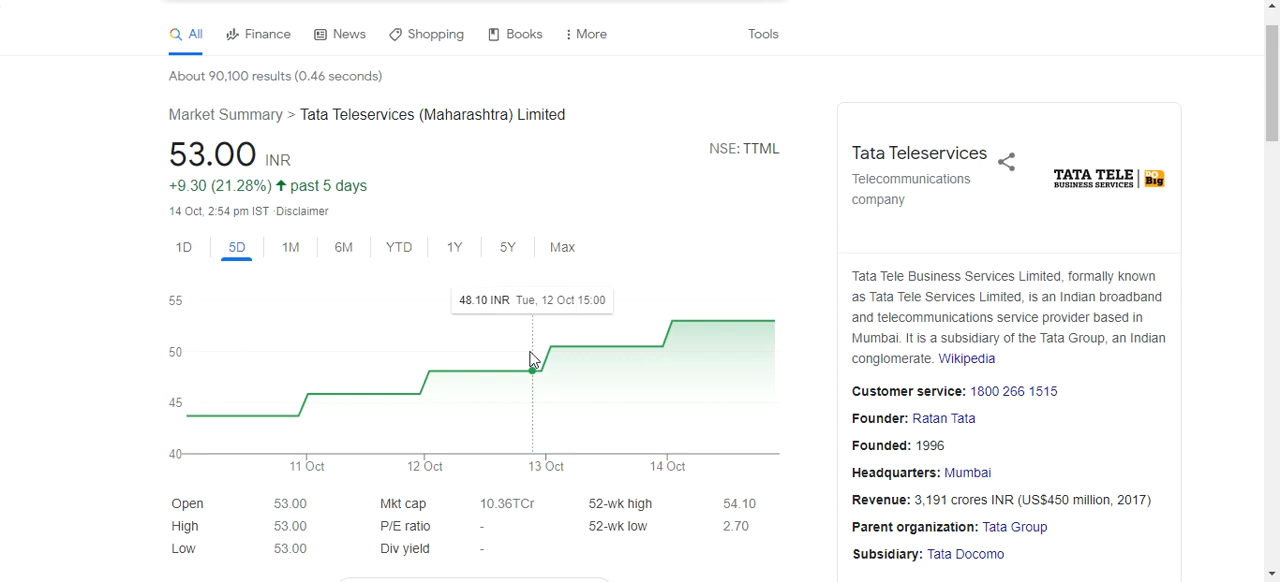 All Finance News Shopping Books More Tools
About 90,100 results (0.46 seconds)
Market Summary > Tata Teleservices (Maharashtra) Limited
53.00 INR
NSE: TTML
+9.30 (21.28%) past 5 days
14 Oct, 2:54 pm IST ·Disclaimer
1D 5D 1M 6M YTD 1Y 5Y Max
48.10 INR Tue, 12 Oct 15:00
55
50
45
40
11 Oct 12 Oct 13 Oct 14 Oct
Open 53.00 Mkt cap 10.36TCr 52-wk high 54.10
High 53.00 P/E ratio - 52-wk low 2.70
Low 53.00 Div yield -
Tata Teleservices
Telecommunications
company
TATA TELE
BUSINESS SERVICES
DO
Big
Tata Tele Business Services Limited, formally known
as Tata Tele Services Limited, is an Indian broadband
and telecommunications service provider based in
Mumbai. It is a subsidiary of the Tata Group, an Indian
conglomerate. Wikipedia
Customer service: 1800 266 1515
Founder: Ratan Tata
Founded: 1996
Headquarters: Mumbai
Revenue: 3,191 crores INR (US$450 million, 2017)
Parent organization: Tata Group
Subsidiary: Tata Docomo